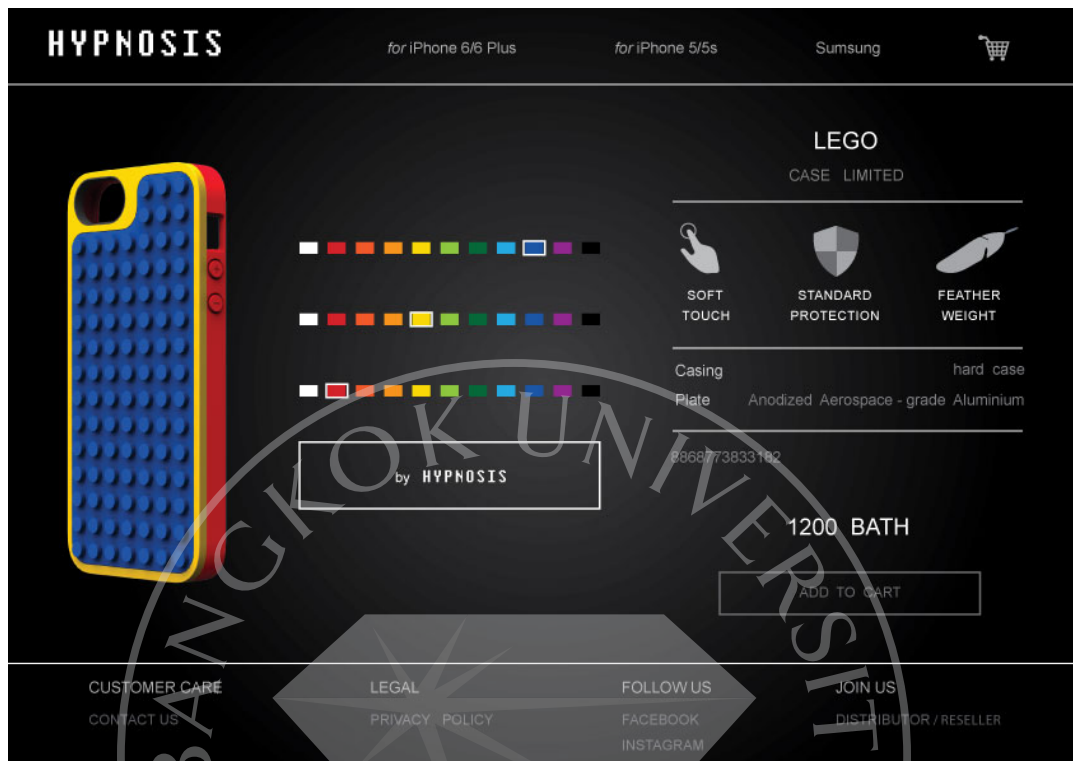 HYPNOSIS
for iPhone 6/6 Plus
for iPhone 5/5s
Sumsung
LEGO
CASE LIMITED
SOFT
TOUCH
STANDARD
PROTECTION
FEATHER
WEIGHT
Casing hard case
Plate Anodized Aerospace - grade Aluminium
8868773833182
by HYPNOSIS
1200 BATH
ADD TO CART
CUSTOMER CARE
CONTACT US
LEGAL
PRIVACY POLICY
FOLLOW US
FACEBOOK
INSTAGRAM
JOIN US
DISTRIBUTOR / RESELLER
BANGKOK UNIVERSIT